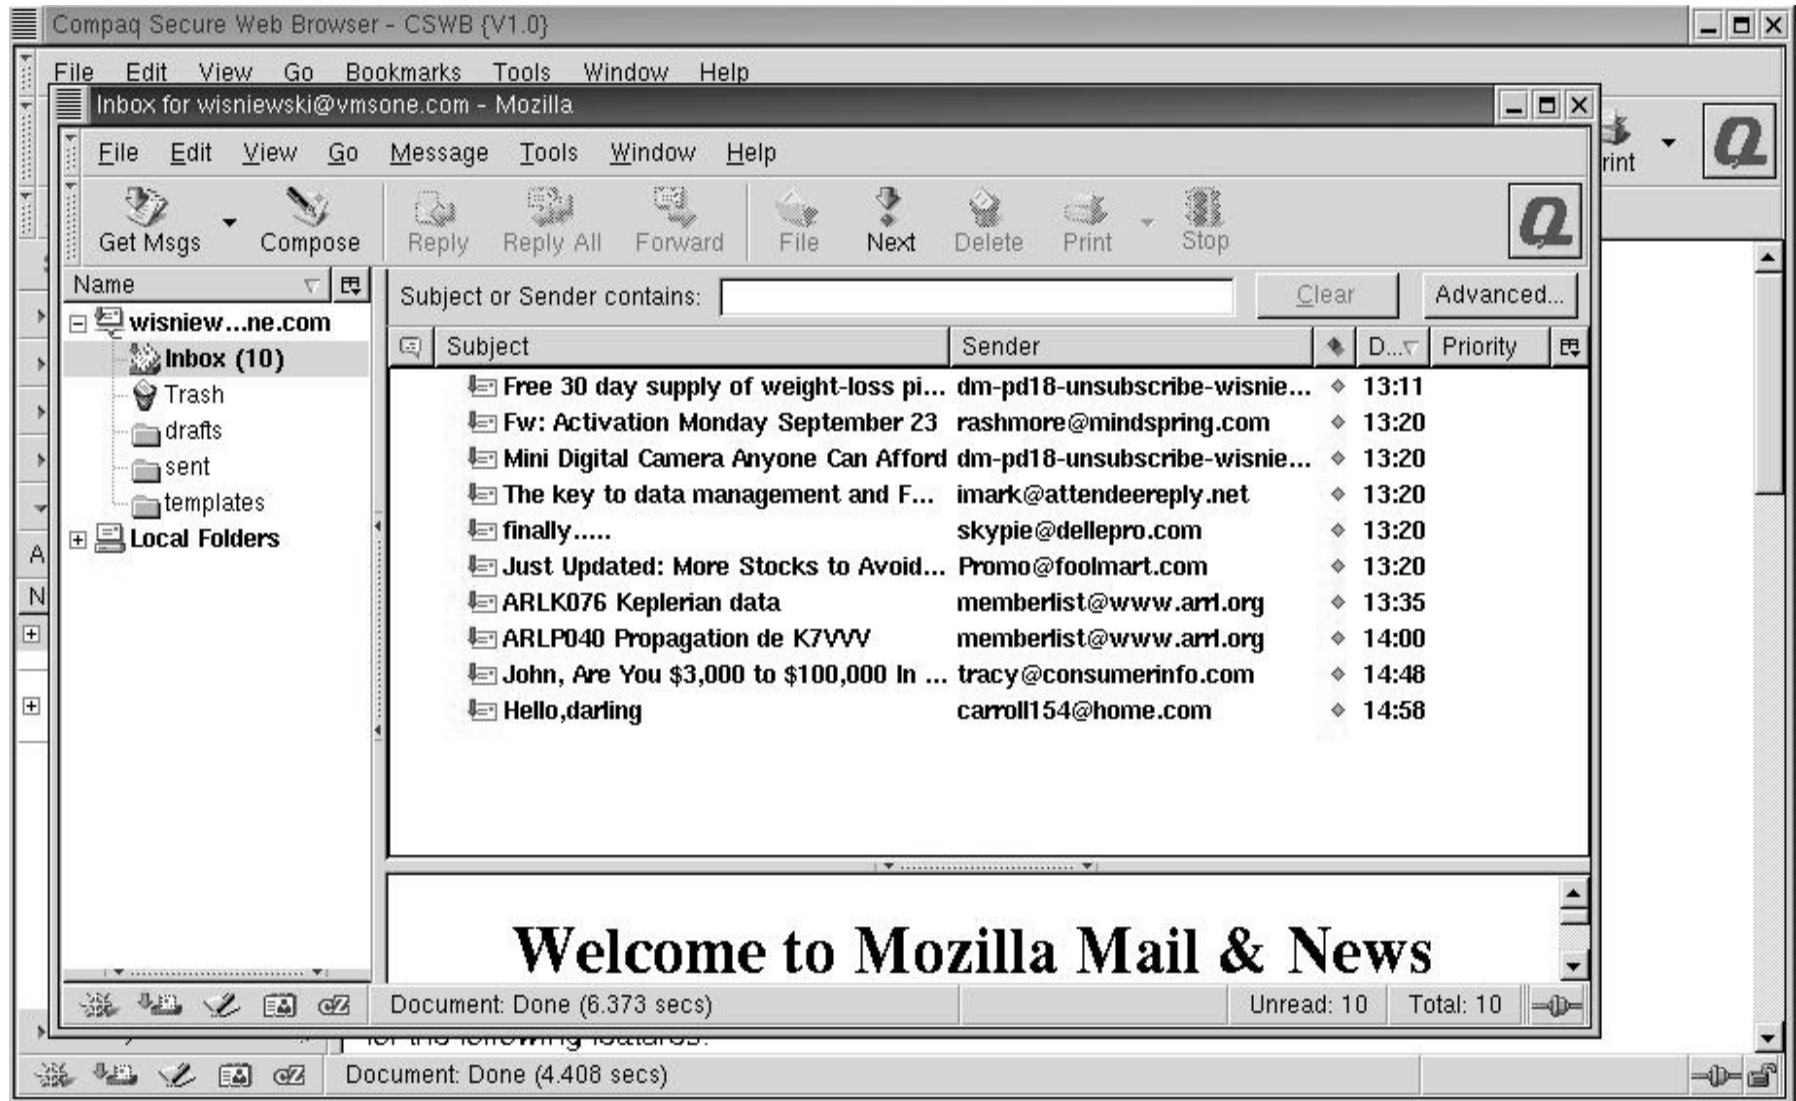 Compaq Secure Web Browser - CSWB {V1.0}
File Edit View Go Bookmarks Tools Window Help
Inbox for wisniewski@vmsone.com - Mozilla
File Edit View Go Message Tools Window Help
rint
Get Msgs Compose Reply Reply All Forward File Next Delete Print Stop
Name
Subject or Sender contains: Clear Advanced...
wisniew...ne.com
Inbox (10)
Trash
drafts
sent
templates
Local Folders
Subject Sender D... Priority
Free 30 day supply of weight-loss pi... dm-pd18-unsubscribe-wisnie... 13:11
Fw: Activation Monday September 23 rashmore@mindspring.com 13:20
Mini Digital Camera Anyone Can Afford dm-pd18-unsubscribe-wisnie... 13:20
The key to data management and F... imark@attendeereply.net 13:20
finally..... skypie@dellepro.com 13:20
Just Updated: More Stocks to Avoid... Promo@foolmart.com 13:20
ARLK076 Keplerian data memberlist@www.arrl.org 13:35
ARLP040 Propagation de K7VVV memberlist@www.arrl.org 14:00
John, Are You $3,000 to $100,000 In ... tracy@consumerinfo.com 14:48
Hello,darling carroll154@home.com 14:58
A
N
Welcome to Mozilla Mail & News
Document: Done (6.373 secs) Unread: 10 Total: 10
for the following features:
Document: Done (4.408 secs)